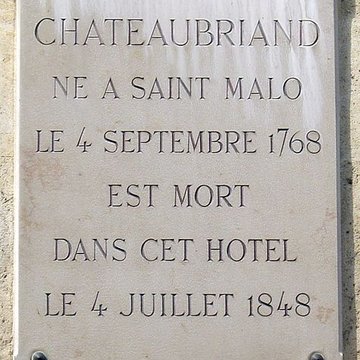 CHATEAUBRIAND
NE A SAINT MALO
LE 4 SEPTEMBRE 1768
EST MORT
DANS CET HOTEL
LE 4 JUILLET 1848